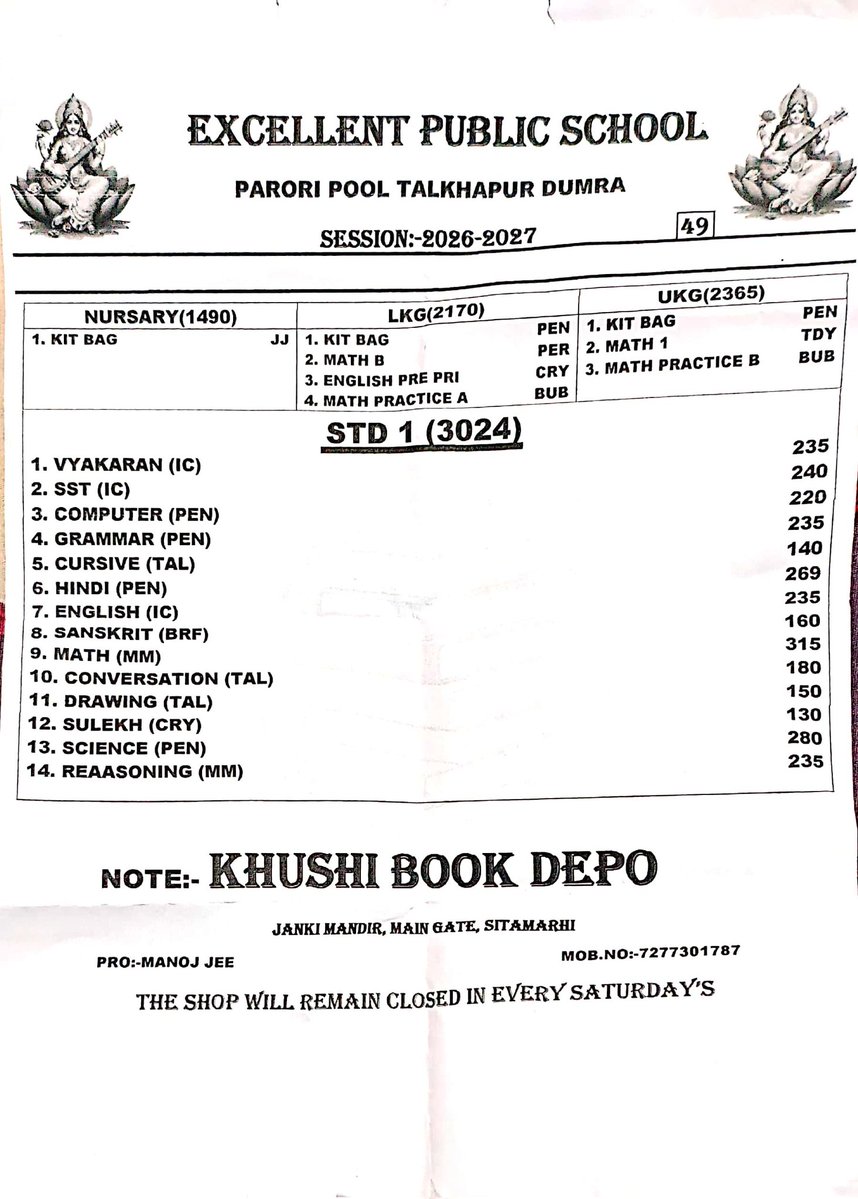 EXCELLENT PUBLIC SCHOOL
PARORI POOL TALKHAPUR DUMRA
SESSION:-2026-2027
49
NURSARY(1490)
1. KIT BAG JJ
LKG(2170)
1. KIT BAG PEN
2. MATH B PER
3. ENGLISH PRE PRI CRY
4. MATH PRACTICE A BUB
UKG(2365)
1. KIT BAG PEN
2. MATH 1 TDY
3. MATH PRACTICE B BUB
STD 1 (3024)
1. VYAKARAN (IC) 235
2. SST (IC) 240
3. COMPUTER (PEN) 220
4. GRAMMAR (PEN) 235
5. CURSIVE (TAL) 140
6. HINDI (PEN) 269
7. ENGLISH (IC) 235
8. SANSKRIT (BRF) 160
9. MATH (MM) 315
10. CONVERSATION (TAL) 180
11. DRAWING (TAL) 150
12. SULEKH (CRY) 130
13. SCIENCE (PEN) 280
14. REAASONING (MM) 235
NOTE:- KHUSHI BOOK DEPO
JANKI MANDIR, MAIN GATE, SITAMARHI
PRO:-MANOJ JEE MOB.NO:-7277301787
THE SHOP WILL REMAIN CLOSED IN EVERY SATURDAY'S